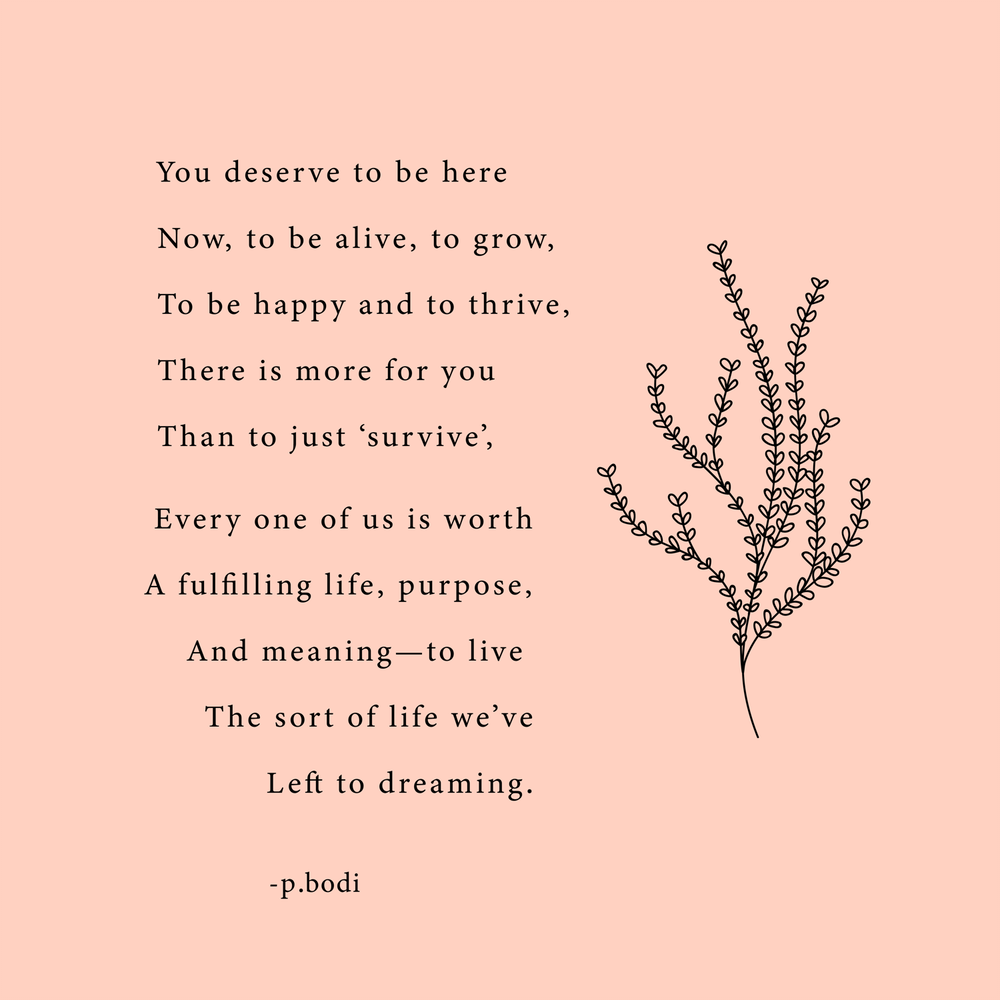 You deserve to be here
Now, to be alive, to grow,
To be happy and to thrive,
There is more for you
Than to just ‘survive’,
Every one of us is worth
A fulfilling life, purpose,
And meaning—to live
The sort of life we’ve
Left to dreaming.
-p.bodi